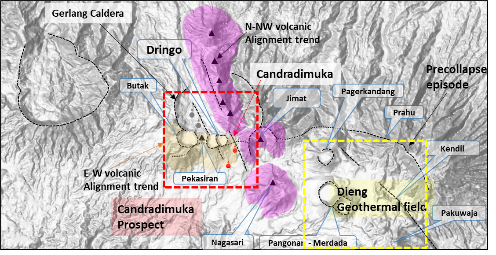 Gerlang Caldera
N-NW volcanic
Alignment trend
Dringo
Candradimuka
Precollapse
episode
Butak
Jimat
Pagerkandang
Prahu
Kendil
E-W volcanic
Alignment trend
Pekasiran
Dieng
Geothermal field
Candradimuka
Prospect
Nagasari
Pangonan - Merdada
Pakuwaja